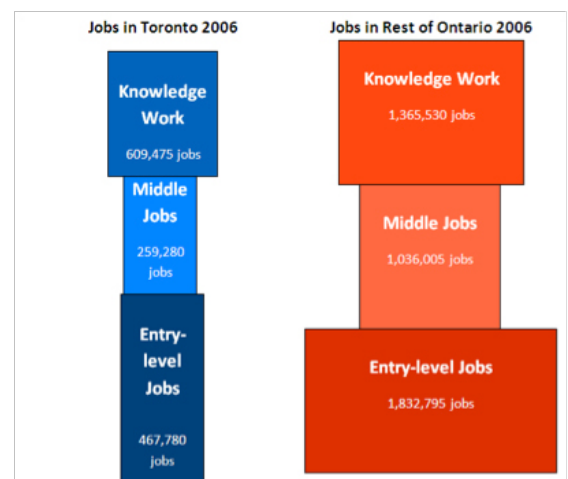 Jobs in Toronto 2006
Knowledge
Work
609,475 jobs
Middle
Jobs
259,280
jobs
Entry-
level
Jobs
467,780
jobs
Jobs in Rest of Ontario 2006
Knowledge Work
1,365,530 jobs
Middle Jobs
1,036,005 jobs
Entry-level Jobs
1,832,795 jobs